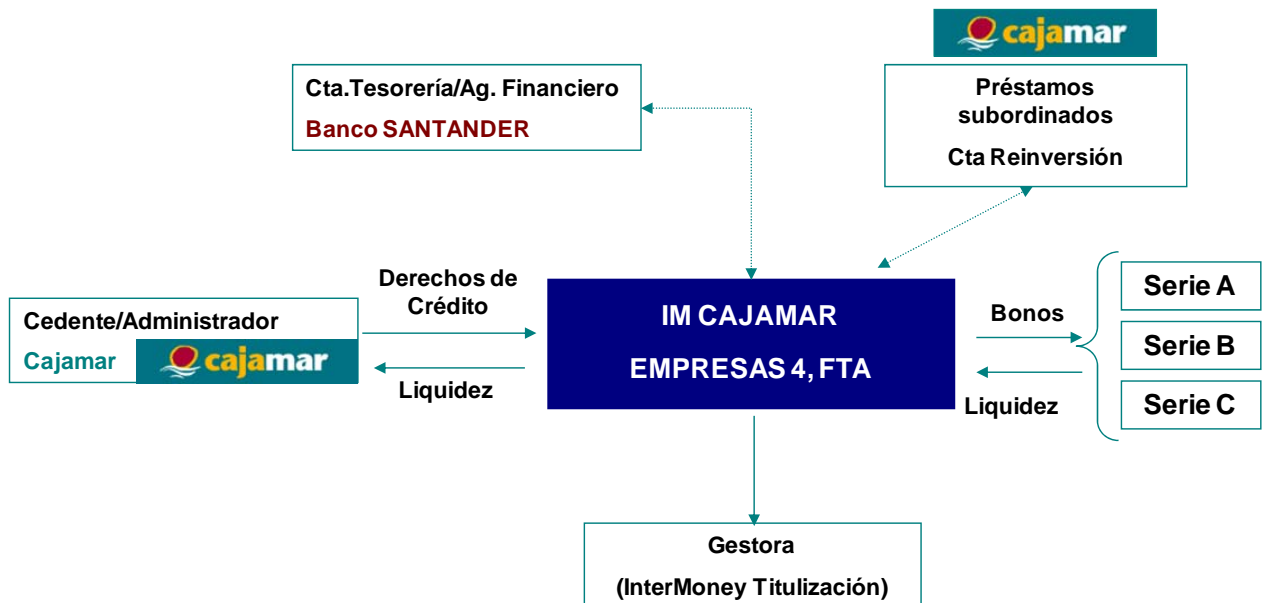 cajamar
Cta.Tesorería/Ag. Financiero
Banco SANTANDER
Préstamos
subordinados
Cta Reinversión
Derechos de
Crédito
Cedente/Administrador
Cajamar
cajamar
Liquidez
IM CAJAMAR
EMPRESAS 4, FTA
Bonos
Liquidez
Serie A
Serie B
Serie C
Gestora
(InterMoney Titulización)